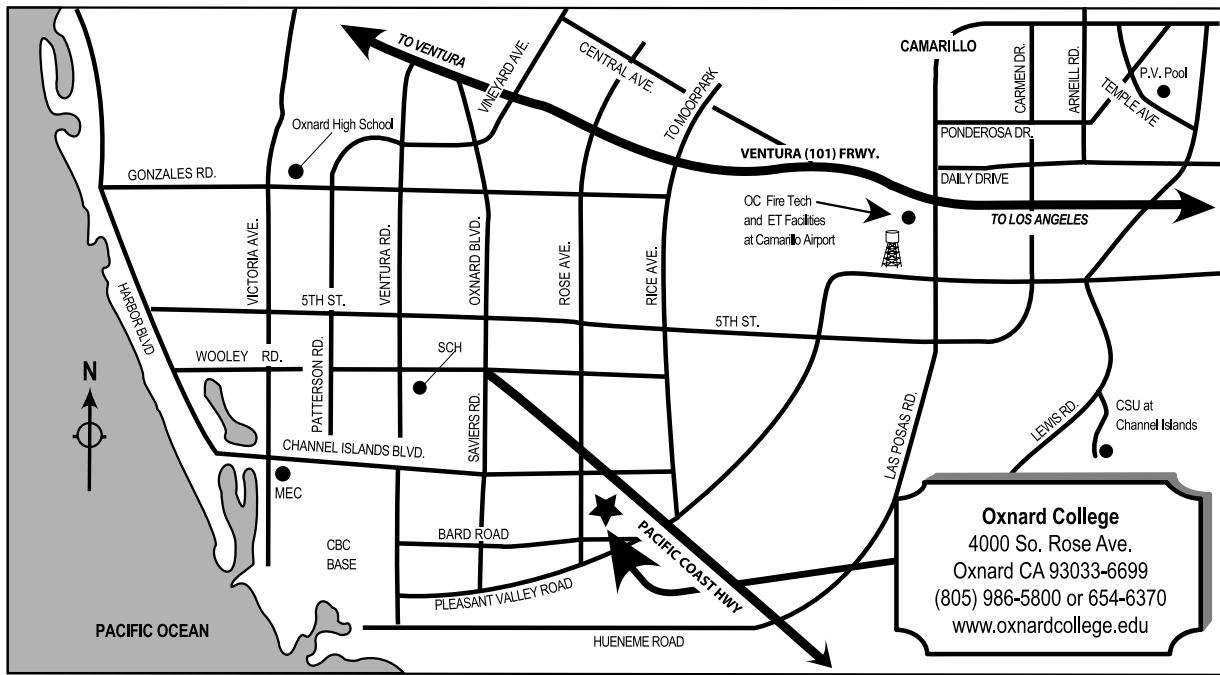 TO VENTURA
VINEYARD AVE.
CENTRAL AVE.
TO MOORPARK
CAMARILLO
CARMEN DR.
ARNEILL RD.
P.V. Pool
TEMPLE AVE
Oxnard High School
PONDEROSA DR.
VENTURA (101) FRWY.
GONZALES RD.
DAILY DRIVE
OC Fire Tech
and ET Facilities
at Camarillo Airport
TO LOS ANGELES
VICTORIA AVE.
VENTURA RD.
OXNARD BLVD.
ROSE AVE.
RICE AVE.
HARBOR BLVD
5TH ST.
5TH ST.
WOOLEY RD.
PATTERSON RD.
SCH
SAVIERS RD.
N
CHANNEL ISLANDS BLVD.
LAS POSAS RD.
LEWIS RD.
CSU at
Channel Islands
MEC
BARD ROAD
CBC
BASE
PACIFIC COAST HWY
PLEASANT VALLEY ROAD
PACIFIC OCEAN
HUENEME ROAD
Oxnard College
4000 So. Rose Ave.
Oxnard CA 93033-6699
(805) 986-5800 or 654-6370
www.oxnardcollege.edu